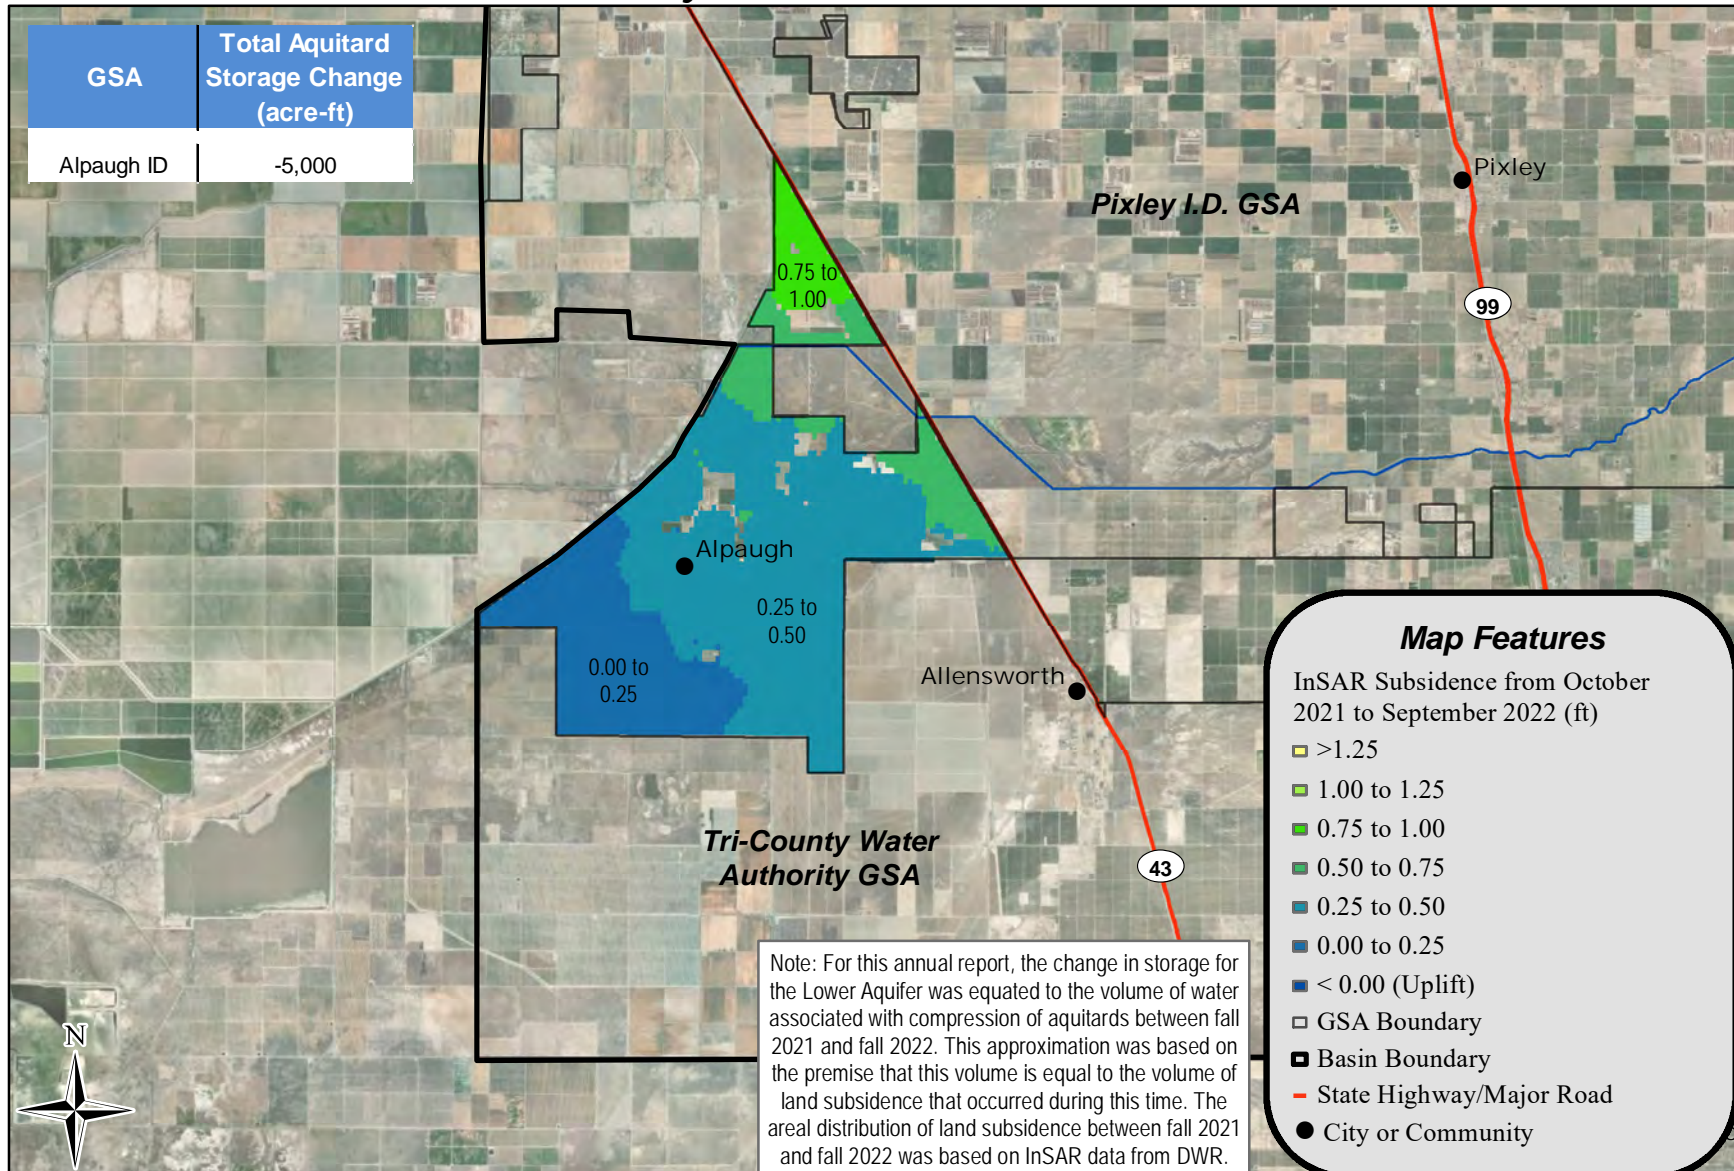 GSA
Total Aquitard
Storage Change
(acre-ft)
Alpaugh ID
-5,000
Pixley
Pixley I.D. GSA
0.75 to
1.00
99
Alpaugh
0.25 to
0.50
0.00 to
0.25
Allensworth
Tri-County Water
Authority GSA
43
N
Note: For this annual report, the change in storage for
the Lower Aquifer was equated to the volume of water
associated with compression of aquitards between fall
2021 and fall 2022. This approximation was based on
the premise that this volume is equal to the volume of
land subsidence that occurred during this time. The
areal distribution of land subsidence between fall 2021
and fall 2022 was based on InSAR data from DWR.
Map Features
InSAR Subsidence from October
2021 to September 2022 (ft)
>1.25
1.00 to 1.25
0.75 to 1.00
0.50 to 0.75
0.25 to 0.50
0.00 to 0.25
< 0.00 (Uplift)
GSA Boundary
Basin Boundary
State Highway/Major Road
City or Community